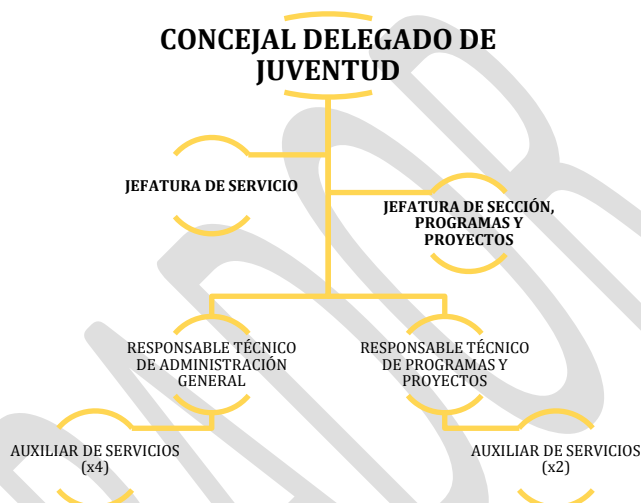 CONCEJAL DELEGADO DE
JUVENTUD
JEFATURA DE SERVICIO
JEFATURA DE SECCIÓN,
PROGRAMAS Y
PROYECTOS
RESPONSABLE TÉCNICO
DE ADMINISTRACIÓN
GENERAL
RESPONSABLE TÉCNICO
DE PROGRAMAS Y
PROYECTOS
AUXILIAR DE SERVICIOS
(x4)
AUXILIAR DE SERVICIOS
(x2)